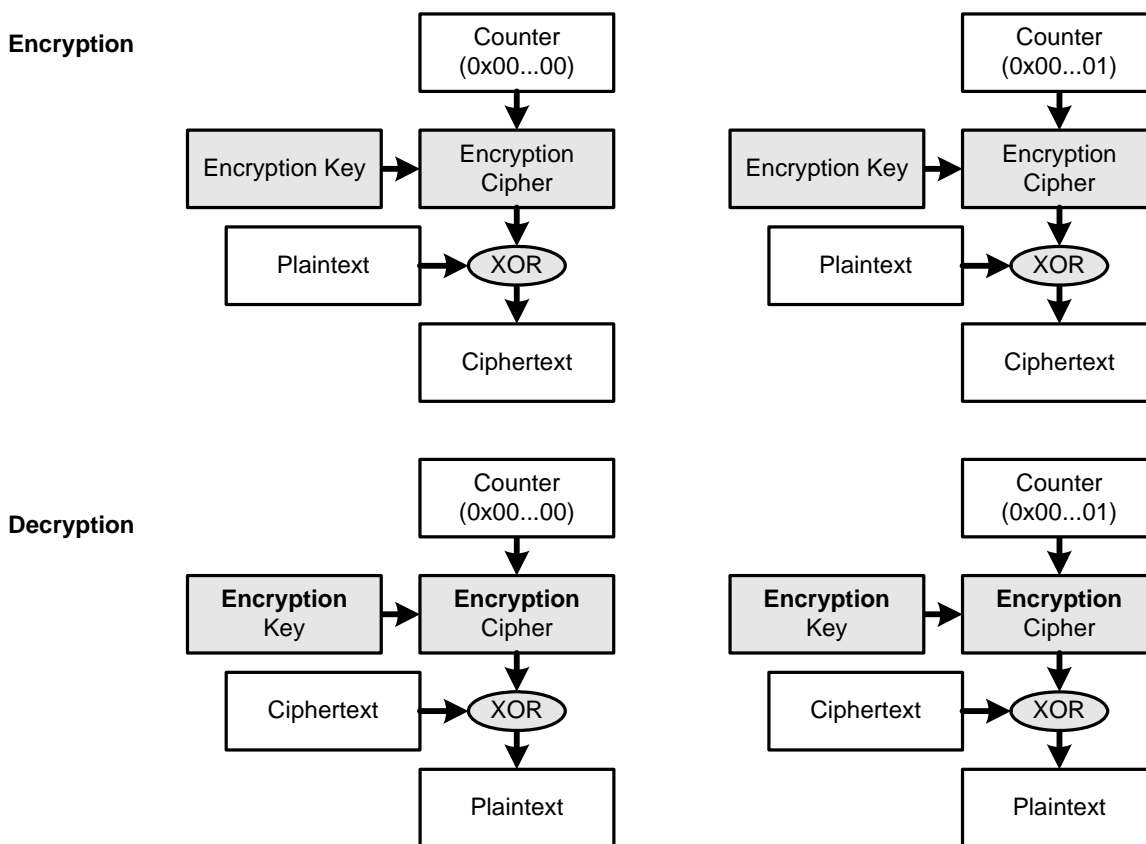 Encryption
Counter
(0x00...00)
Encryption Key
Encryption
Cipher
Plaintext
XOR
Ciphertext
Counter
(0x00...01)
Encryption Key
Encryption
Cipher
Plaintext
XOR
Ciphertext
Decryption
Counter
(0x00...00)
Encryption
Key
Encryption
Cipher
Ciphertext
XOR
Plaintext
Counter
(0x00...01)
Encryption
Key
Encryption
Cipher
Ciphertext
XOR
Plaintext